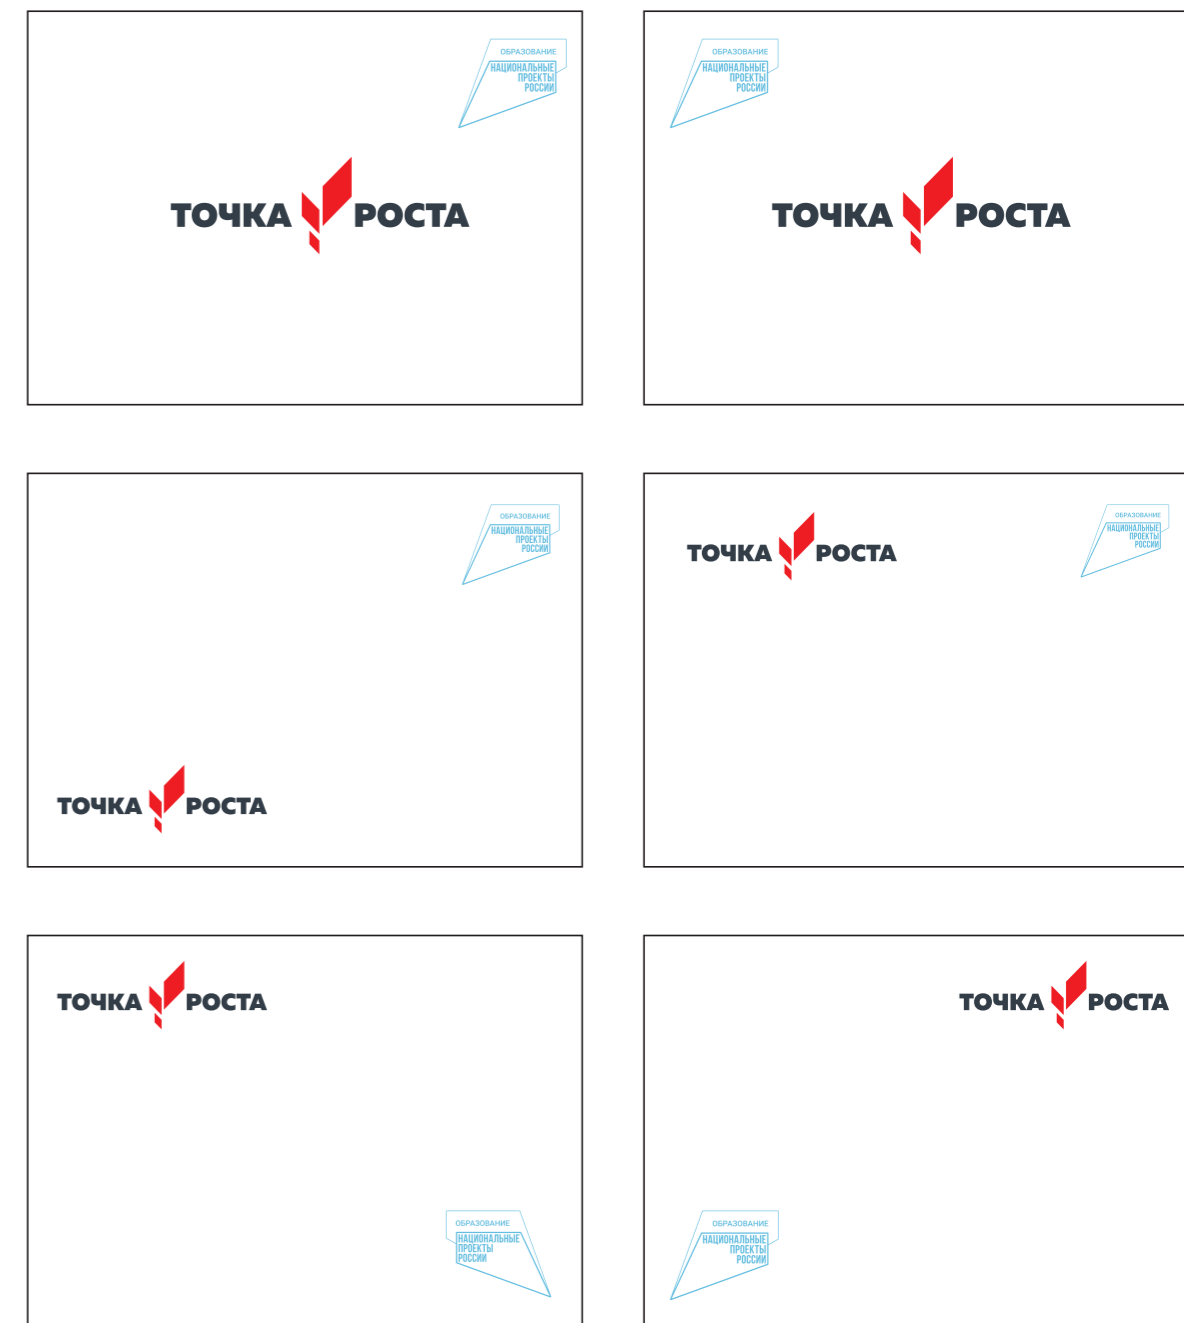 ОБРАЗОВАНИЕ
НАЦИОНАЛЬНЫЕ
ПРОЕКТЫ
РОССИИ
ТОЧКА РОСТА
ОБРАЗОВАНИЕ
НАЦИОНАЛЬНЫЕ
ПРОЕКТЫ
РОССИИ
ТОЧКА РОСТА
ОБРАЗОВАНИЕ
НАЦИОНАЛЬНЫЕ
ПРОЕКТЫ
РОССИИ
ТОЧКА РОСТА
ТОЧКА РОСТА
ОБРАЗОВАНИЕ
НАЦИОНАЛЬНЫЕ
ПРОЕКТЫ
РОССИИ
ТОЧКА РОСТА
ОБРАЗОВАНИЕ
НАЦИОНАЛЬНЫЕ
ПРОЕКТЫ
РОССИИ
ТОЧКА РОСТА
ОБРАЗОВАНИЕ
НАЦИОНАЛЬНЫЕ
ПРОЕКТЫ
РОССИИ